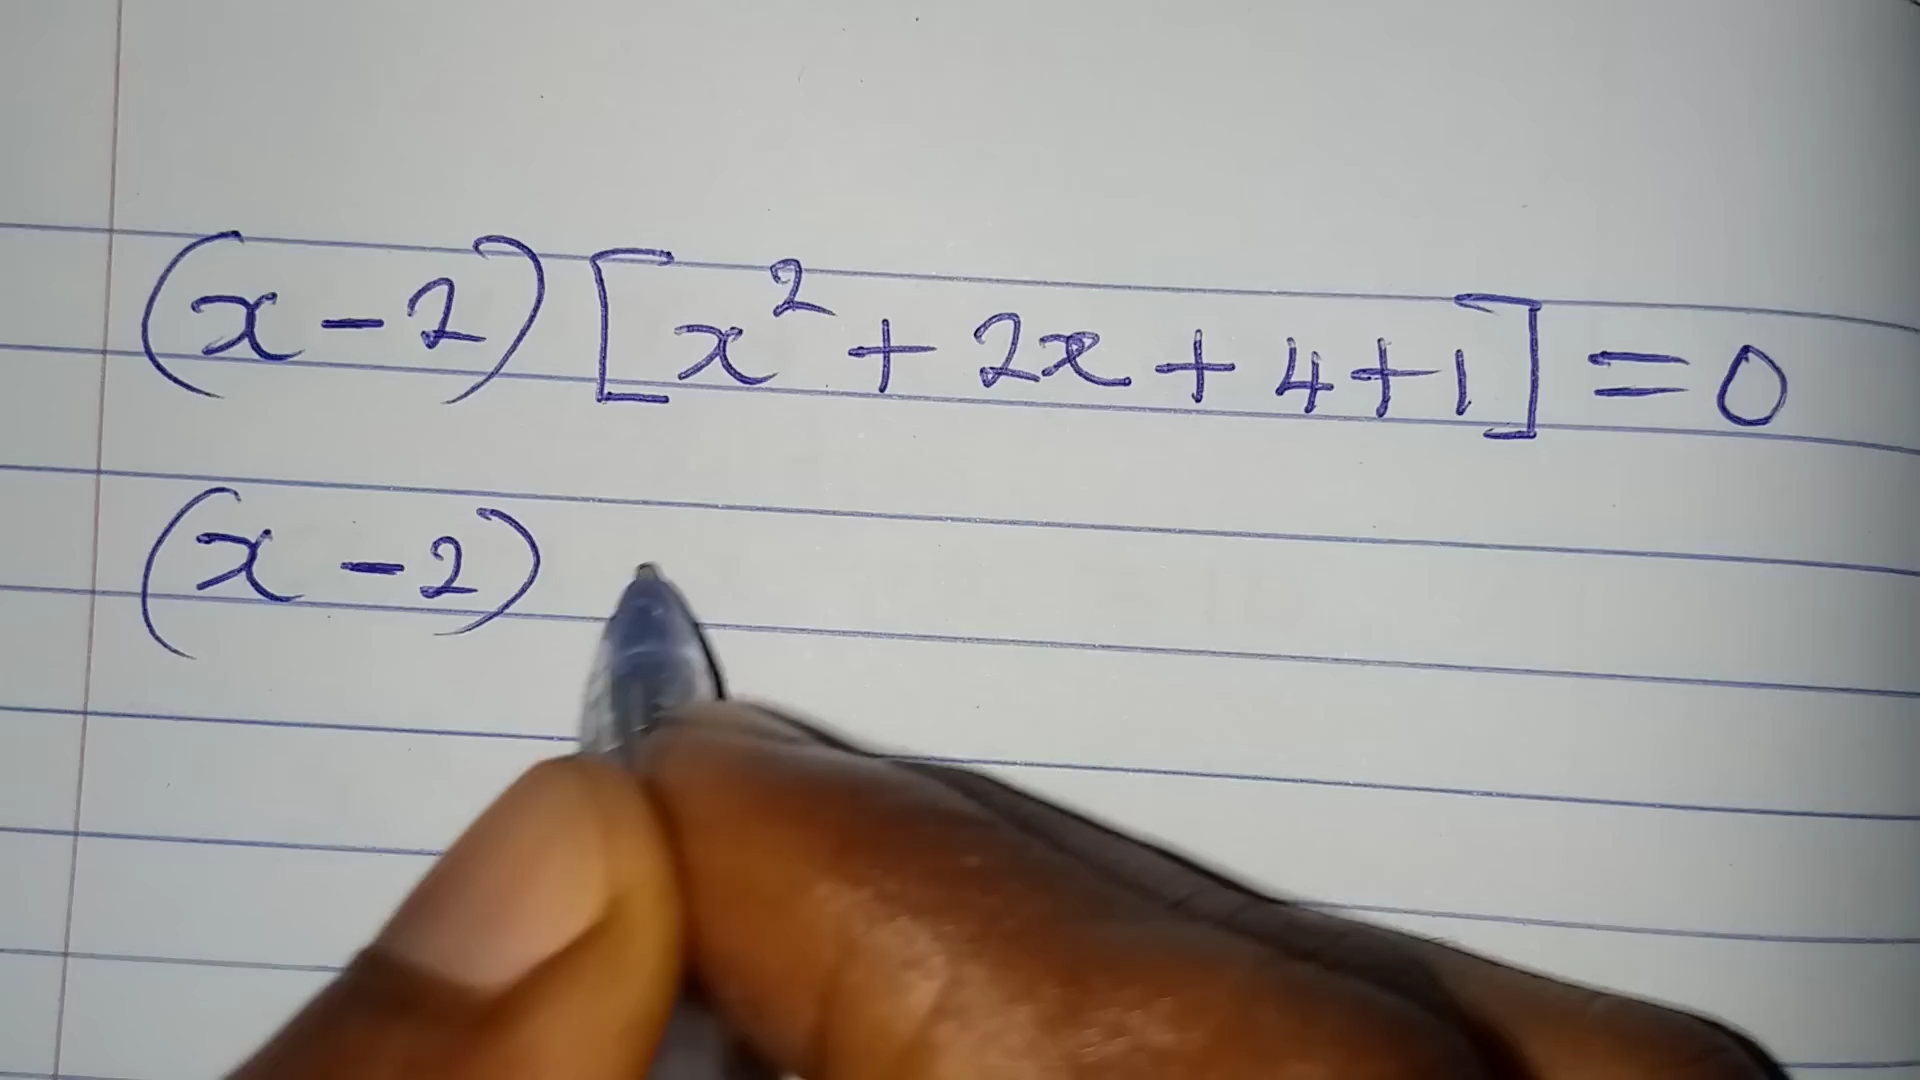 (x - 2) [x² + 2x + 4 + 1] = 0
(x - 2)